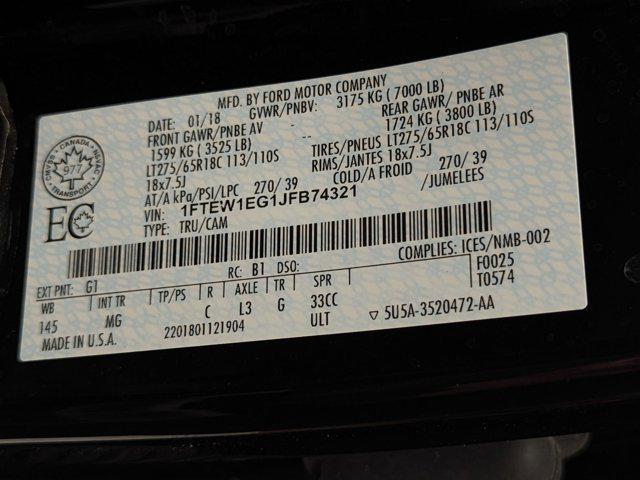 MFD. BY FORD MOTOR COMPANY
DATE: 01/18 GVWR/PNBV: 3175 KG ( 7000 LB)
FRONT GAWR/PNBE AV - REAR GAWR/ PNBE AR
1599 KG ( 3525 LB) - 1724 KG ( 3800 LB)
LT275/65R18C 113/110S TIRES/PNEUS LT275/65R18C 113/110S
18x7.5J RIMS/JANTES 18x7.5J
AT/A kPa/PSI/LPC 270/ 39 COLD/A FROID 270/ 39
VIN: 1FTEW1EG1JFB74321 /JUMELEES
TYPE: TRU/CAM
COMPLIES: ICES/NMB-002
EXT PNT: G1 RC: B1 DSO: F0025
T0574
WB INT TR TP/PS R AXLE TR SPR
145 MG C L3 G 33CC
ULT
MADE IN U.S.A. 2201801121904 ▽ 5U5A-3520472-AA
CANADA
977
TRANSPORT
EC